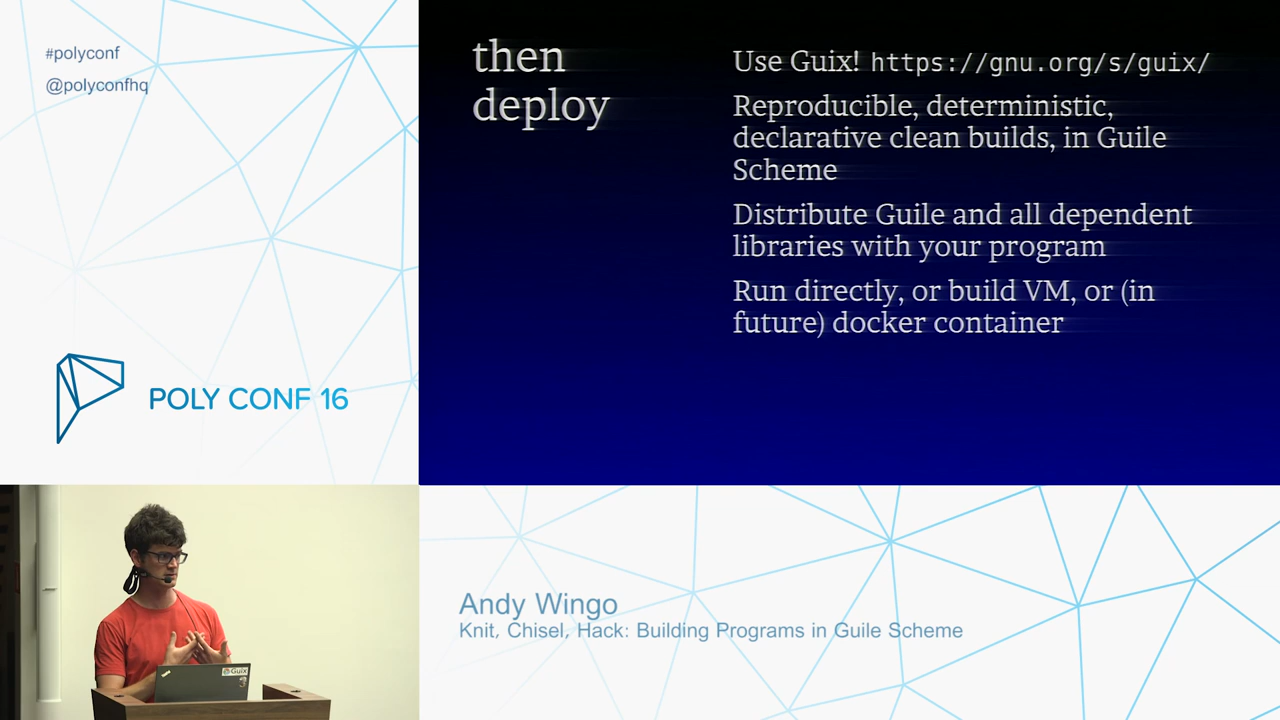 #polyconf
@polyconfhq
POLY CONF 16
then
deploy
Use Guix! https://gnu.org/s/guix/
Reproducible, deterministic,
declarative clean builds, in Guile
Scheme
Distribute Guile and all dependent
libraries with your program
Run directly, or build VM, or (in
future) docker container
Guix
Andy Wingo
Knit, Chisel, Hack: Building Programs in Guile Scheme